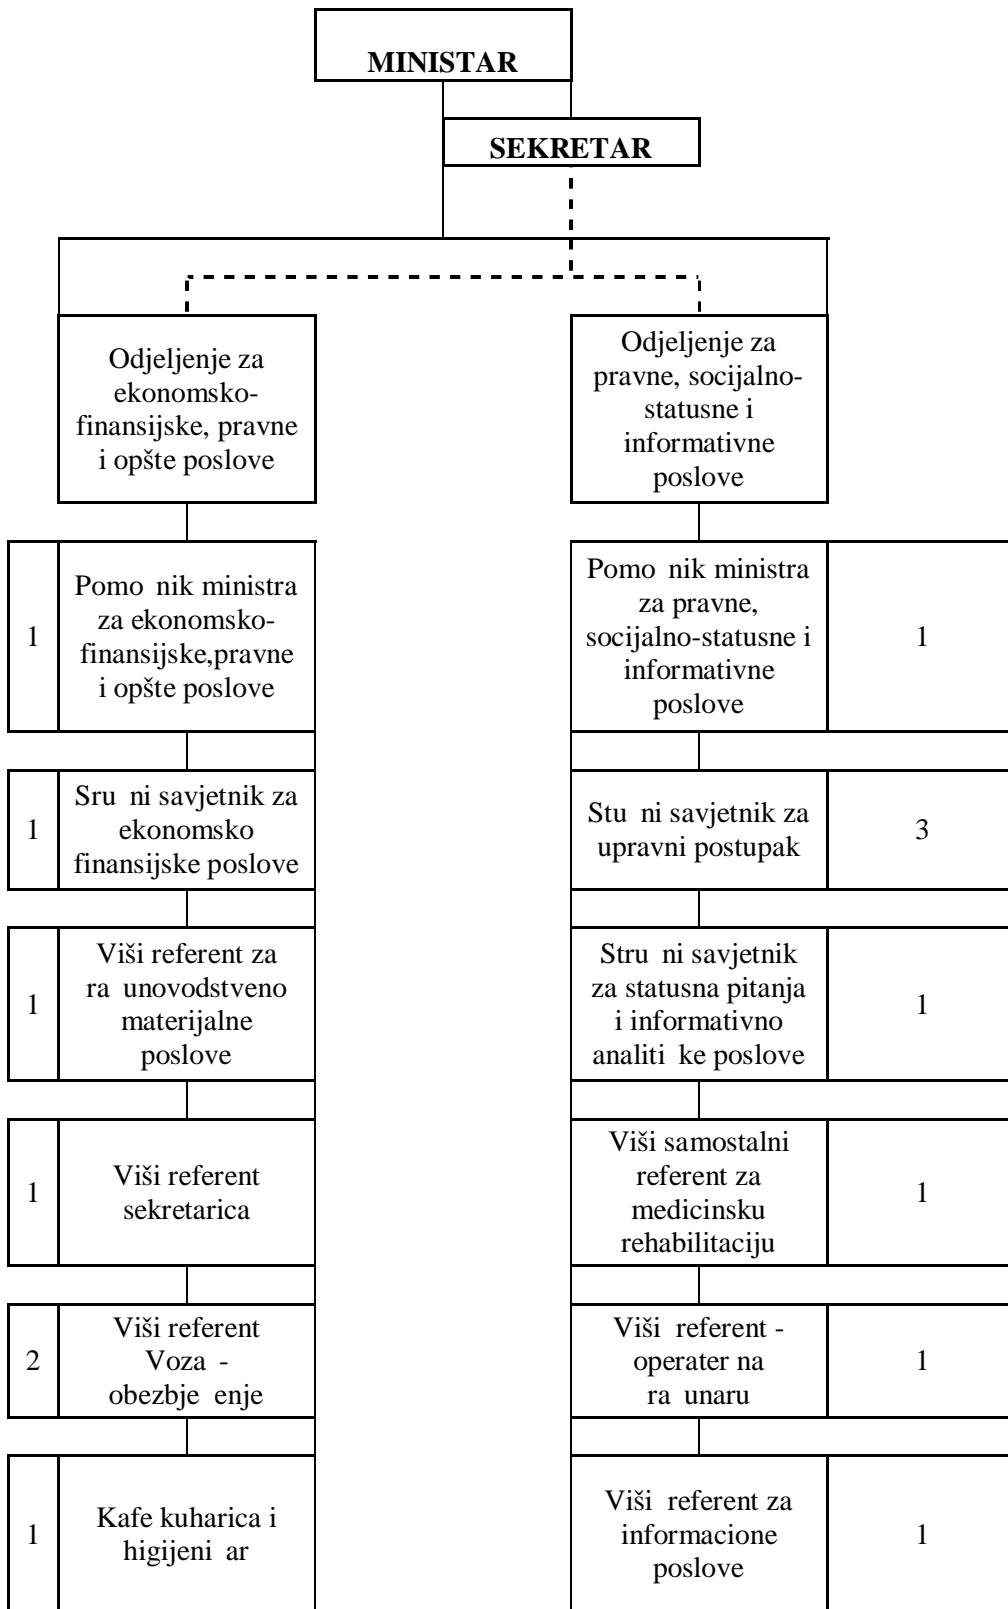 MINISTAR
SEKRETAR
Odjeljenje za
ekonomsko-
finansijske, pravne
i opšte poslove
Odjeljenje za
pravne, socijalno-
statusne i
informativne
poslove
1
Pomo nik ministra
za ekonomsko-
finansijske,pravne
i opšte poslove
Pomo nik ministra
za pravne,
socijalno-statusne i
informativne
poslove
1
1
Sru ni savjetnik za
ekonomsko
finansijske poslove
Stu ni savjetnik za
upravni postupak
3
1
Viši referent za
ra unovodstveno
materijalne
poslove
Stru ni savjetnik
za statusna pitanja
i informativno
analiti ke poslove
1
1
Viši referent
sekretarica
Viši samostalni
referent za
medicinsku
rehabilitaciju
1
2
Viši referent
Voza -
obezbje enje
Viši referent -
operater na
ra unaru
1
1
Kafe kuharica i
higijeni ar
Viši referent za
informacione
poslove
1